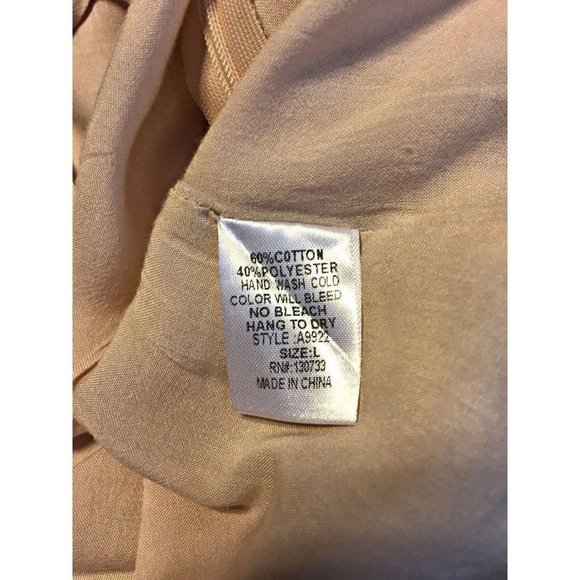 60%COTTON
40%POLYESTER
HAND WASH COLD
COLOR WILL BLEED
NO BLEACH
HANG TO DRY
STYLE :A9922
SIZE:L
RN#:130733
MADE IN CHINA